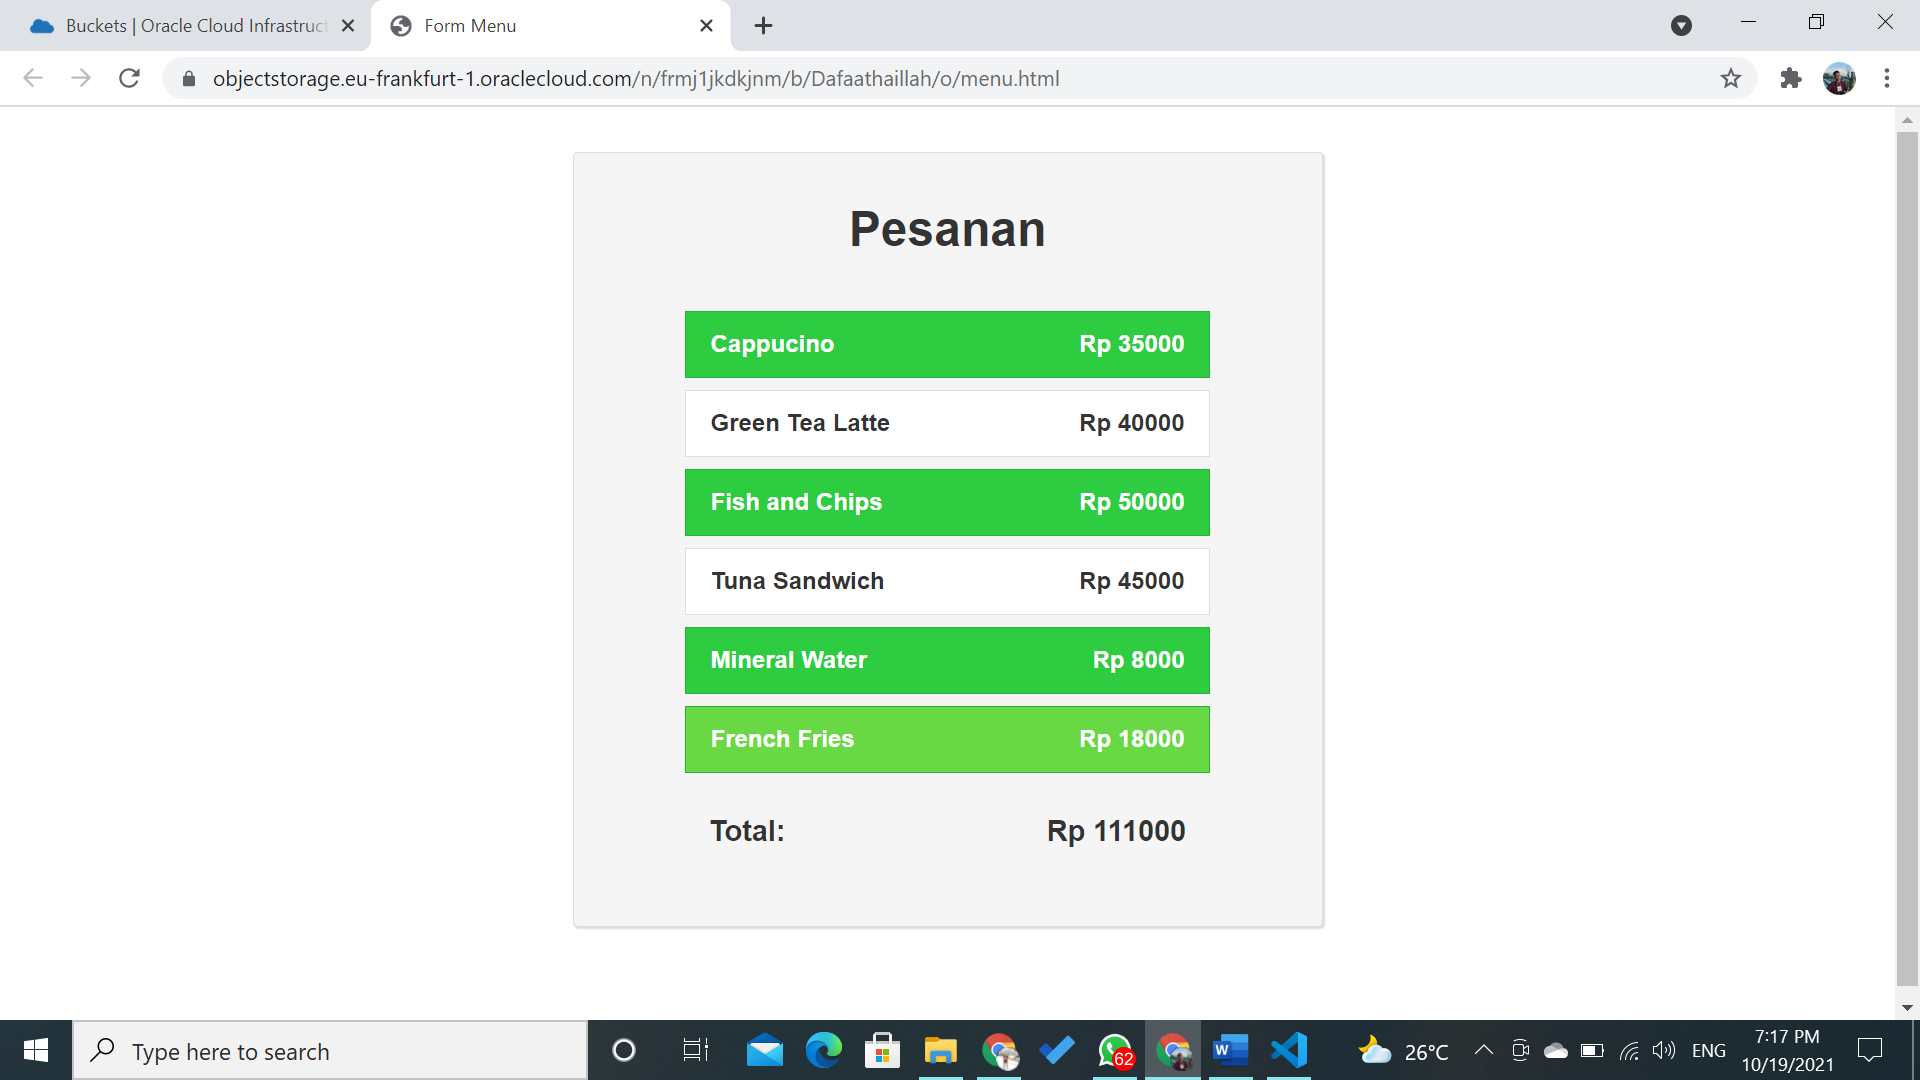 Buckets | Oracle Cloud Infrastruct
Form Menu
objectstorage.eu-frankfurt-1.oraclecloud.com/n/frmj1jkdkjnm/b/Dafaathaillah/o/menu.html
Pesanan
Cappucino Rp 35000
Green Tea Latte Rp 40000
Fish and Chips Rp 50000
Tuna Sandwich Rp 45000
Mineral Water Rp 8000
French Fries Rp 18000
Total: Rp 111000
Type here to search
W
62
26°C
ENG
7:17 PM
10/19/2021